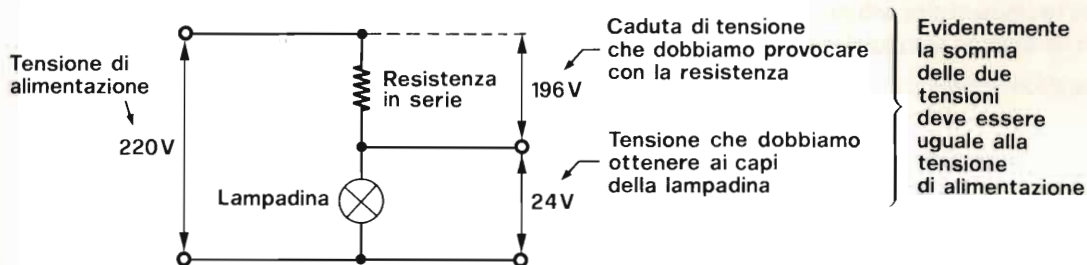 Tensione di
alimentazione
220V
Resistenza
in serie
Lampadina
196V
24V
Caduta di tensione
che dobbiamo provocare
con la resistenza
Tensione che dobbiamo
ottenere ai capi
della lampadina
Evidentemente
la somma
delle due
tensioni
deve essere
uguale alla
tensione
di alimentazione